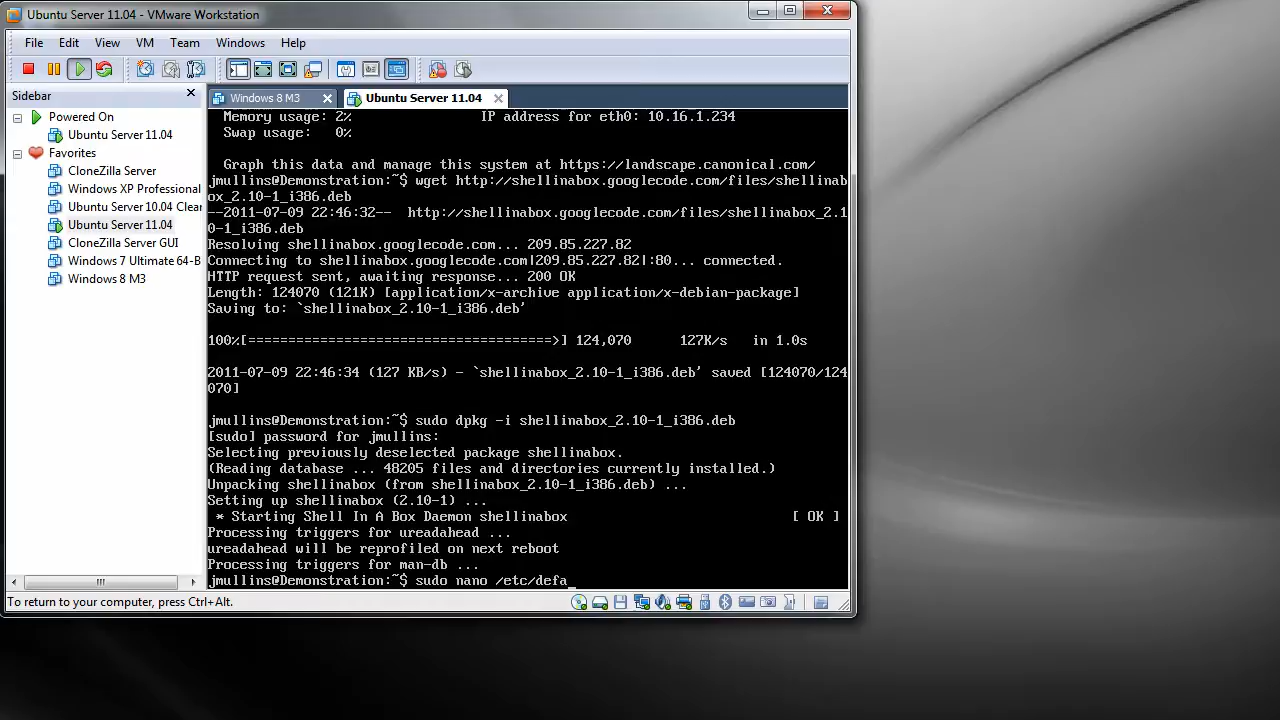 Ubuntu Server 11.04 - VMware Workstation
File Edit View VM Team Windows Help
Sidebar
Powered On
Ubuntu Server 11.04
Favorites
CloneZilla Server
Windows XP Professional
Ubuntu 10.04 Clear
Ubuntu Server 11.04
CloneZilla Server GUI
Windows 7 Ultimate 64-B
Windows 8 M3
Windows 8 M3
Ubuntu Server 11.04
Memory usage: 2% IP address for eth0: 10.16.1.234
Swap usage: 0%
Graph this data and manage this system at https://landscape.canonical.com/
jmullins@Demonstration:~$ wget http://shellinabox.googlecode.com/files/shellinab
ox_2.10-1_i386.deb
--2011-07-09 22:46:32-- http://shellinabox.googlecode.com/files/shellinabox_2.1
0-1_i386.deb
Resolving shellinabox.googlecode.com... 209.85.227.82
Connecting to shellinabox.googlecode.com|209.85.227.82|:80... connected.
HTTP request sent, awaiting response... 200 OK
Length: 124070 (121K) [application/x-archive application/x-debian-package]
Saving to: `shellinabox_2.10-1_i386.deb'
100%[======================================>] 124,070 127K/s in 1.0s
2011-07-09 22:46:34 (127 KB/s) - `shellinabox_2.10-1_i386.deb' saved [124070/124
070]
jmullins@Demonstration:~$ sudo dpkg -i shellinabox_2.10-1_i386.deb
[sudo] password for jmullins:
Selecting previously deselected package shellinabox.
(Reading database ... 48205 files and directories currently installed.)
Unpacking shellinabox (from shellinabox_2.10-1_i386.deb) ...
Setting up shellinabox (2.10-1) ...
* Starting Shell In A Box Daemon shellinabox [ OK ]
Processing triggers for ureadahead ...
ureadahead will be reprofiled on next reboot
Processing triggers for man-db ...
jmullins@Demonstration:~$ sudo nano /etc/defa_
To return to your computer, press Ctrl+Alt.